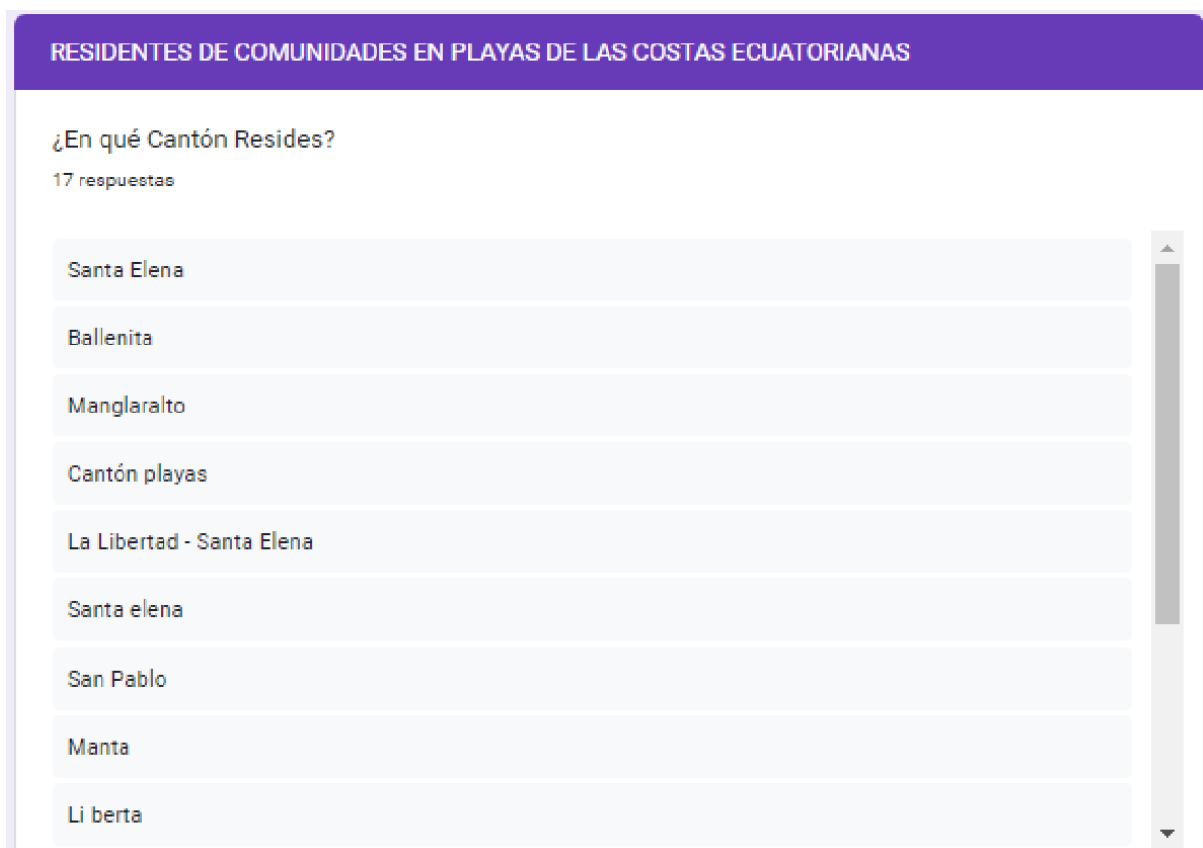 RESIDENTES DE COMUNIDADES EN PLAYAS DE LAS COSTAS ECUATORIANAS
¿En qué Cantón Resides?
17 respuestas
Santa Elena
Ballenita
Manglaralto
Cantón playas
La Libertad - Santa Elena
Santa elena
San Pablo
Manta
Li berta